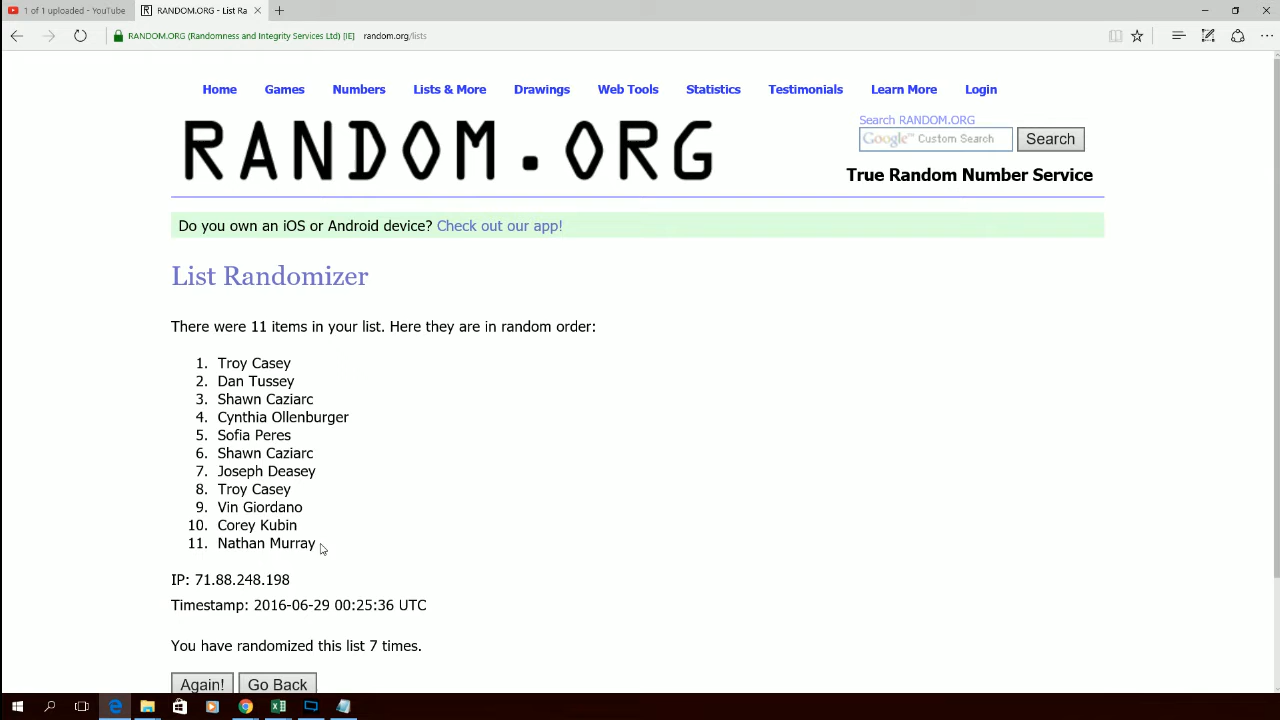 1 of 1 uploaded - YouTube
RANDOM.ORG - List Ra
RANDOM.ORG (Randomness and Integrity Services Ltd) [IE] random.org/lists
Home Games Numbers Lists & More Drawings Web Tools Statistics Testimonials Learn More Login
RANDOM.ORG
Search RANDOM.ORG
Google™ Custom Search Search
True Random Number Service
Do you own an iOS or Android device? Check out our app!
List Randomizer
There were 11 items in your list. Here they are in random order:
1. Troy Casey
2. Dan Tussey
3. Shawn Caziarc
4. Cynthia Ollenburger
5. Sofia Peres
6. Shawn Caziarc
7. Joseph Deasey
8. Troy Casey
9. Vin Giordano
10. Corey Kubin
11. Nathan Murray
IP: 71.88.248.198
Timestamp: 2016-06-29 00:25:36 UTC
You have randomized this list 7 times.
Again! Go Back